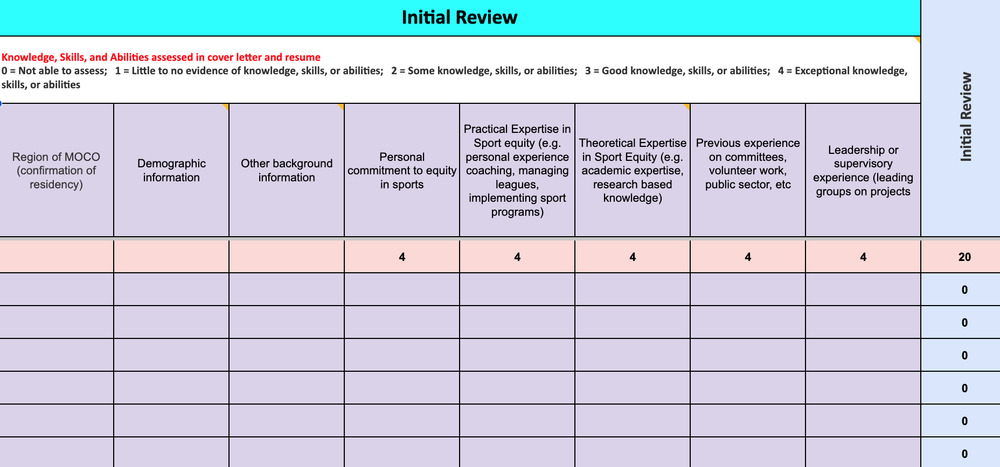 Initial Review
Knowledge, Skills, and Abilities assessed in cover letter and resume
0 = Not able to assess;   1 = Little to no evidence of knowledge, skills, or abilities;   2 = Some knowledge, skills, or abilities;   3 = Good knowledge, skills, or abilities;   4 = Exceptional knowledge,
skills, or abilities
Initial Review
Region of MOCO
(confirmation of
residency)
Demographic
information
Other background
information
Personal
commitment to equity
in sports
Practical Expertise in
Sport equity (e.g.
personal experience
coaching, managing
leagues,
implementing sport
programs)
Theoretical Expertise
in Sport Equity (e.g.
academic expertise,
research based
knowledge)
Previous experience
on committees,
volunteer work,
public sector, etc
Leadership or
supervisory
experience (leading
groups on projects
4 4 4 4 4 20
0
0
0
0
0
0